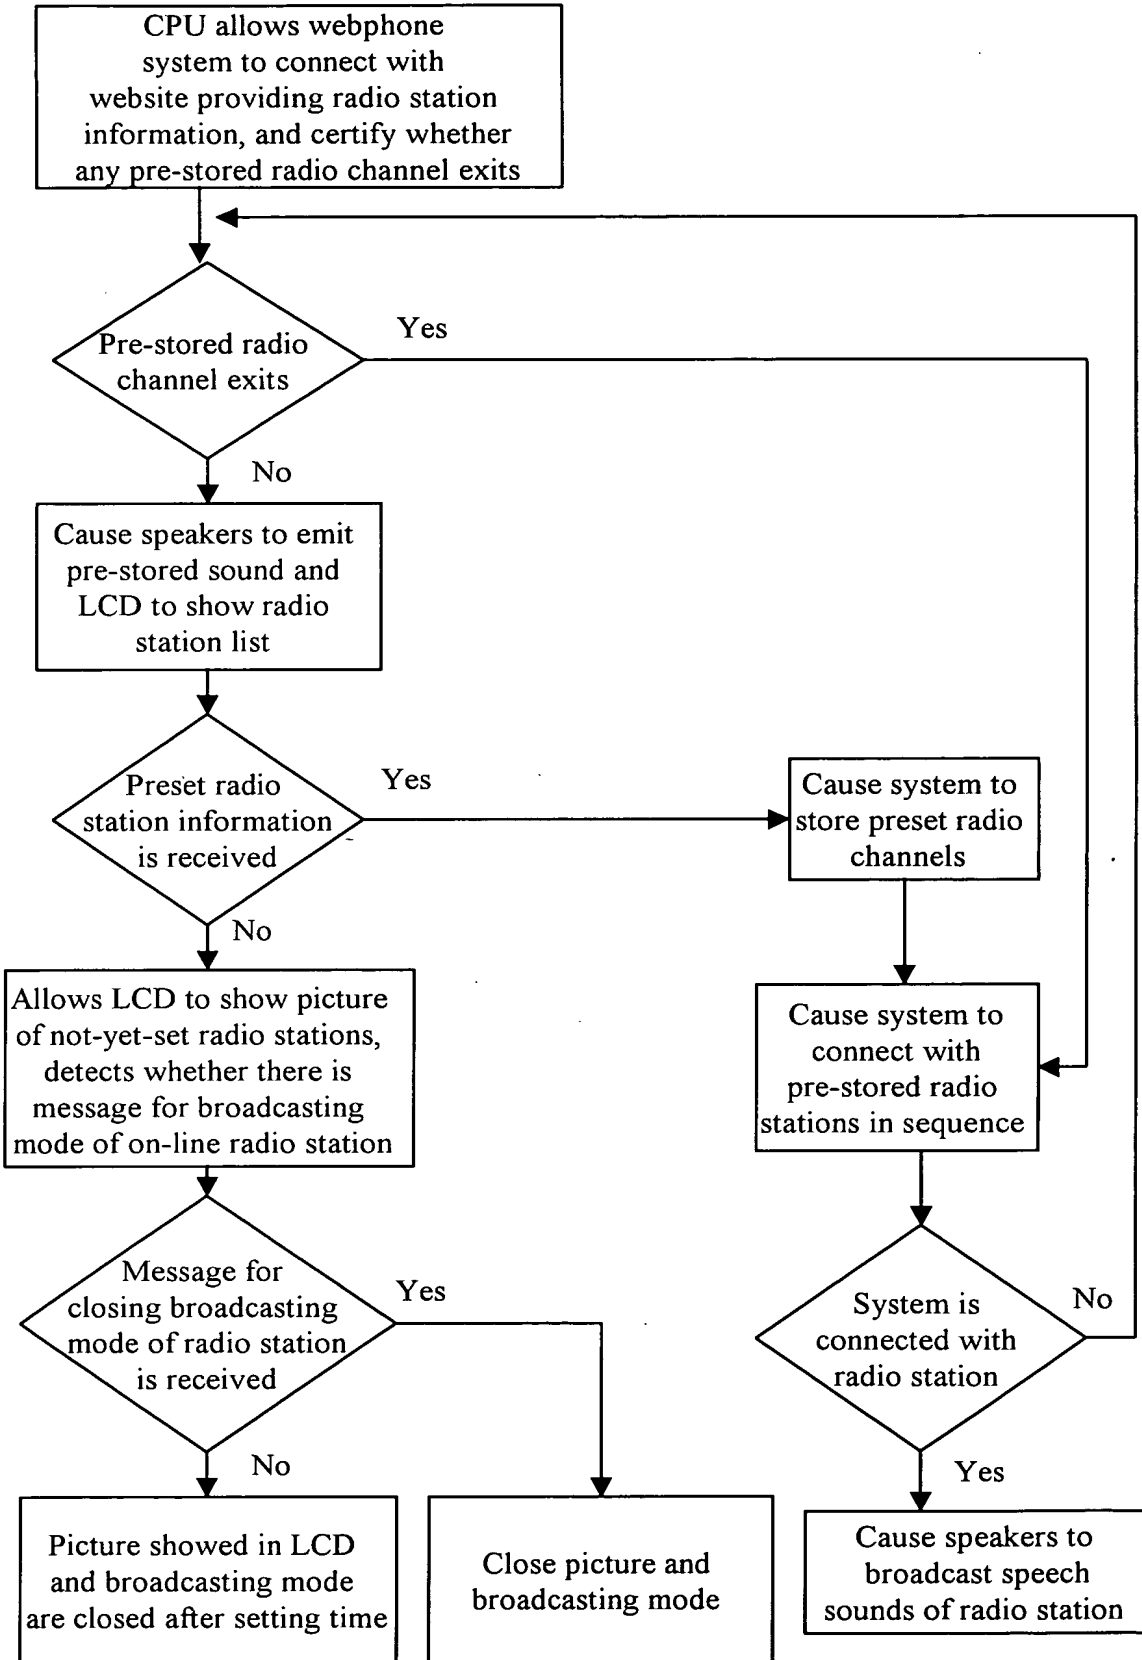 CPU allows webphone
system to connect with
website providing radio station
information, and certify whether
any pre-stored radio channel exits
Pre-stored radio
channel exits
Yes
No
Cause speakers to emit
pre-stored sound and
LCD to show radio
station list
Preset radio
station information
is received
Yes
No
Cause system to
store preset radio
channels
Allows LCD to show picture
of not-yet-set radio stations,
detects whether there is
message for broadcasting
mode of on-line radio station
Cause system to
connect with
pre-stored radio
stations in sequence
Message for
closing broadcasting
mode of radio station
is received
Yes
No
System is
connected with
radio station
No
Yes
Picture showed in LCD
and broadcasting mode
are closed after setting time
Close picture and
broadcasting mode
Cause speakers to
broadcast speech
sounds of radio station